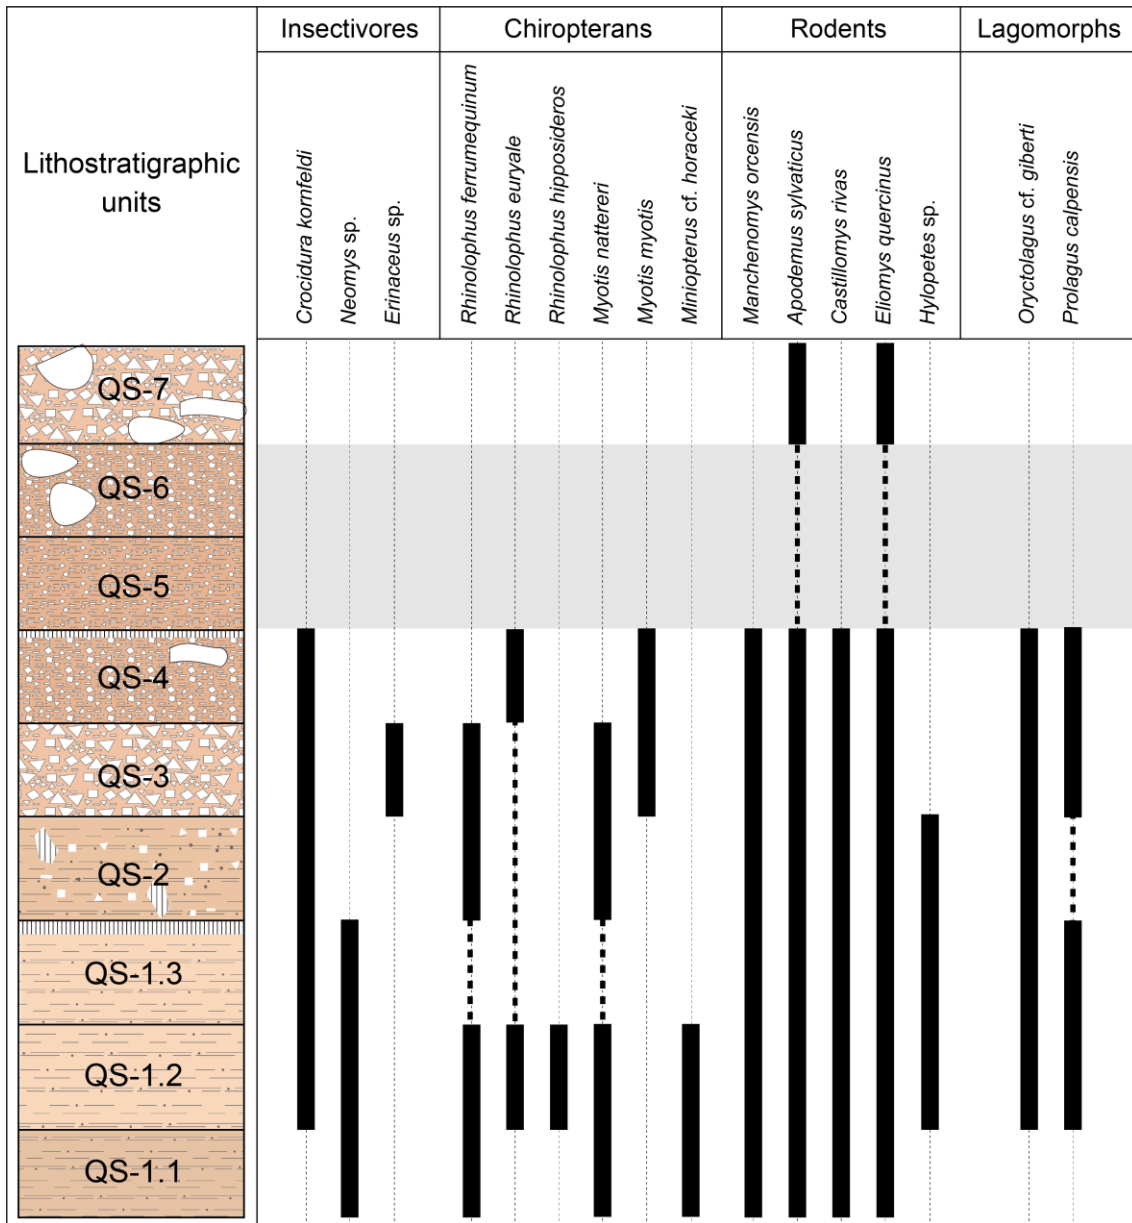 Insectivores
Chiropterans
Rodents
Lagomorphs
Lithostratigraphic
units
Crocidura kornfeldi
Neomys sp.
Erinaceus sp.
Rhinolophus ferrumequinum
Rhinolophus euryale
Rhinolophus hipposideros
Myotis nattereri
Myotis myotis
Miniopterus cf. horaceki
Manchenomys orcensis
Apodemus sylvaticus
Castillomys rivas
Eliomys quercinus
Hylopetes sp.
Oryctolagus cf. giberti
Prolagus calpensis
QS-7
QS-6
QS-5
QS-4
QS-3
QS-2
QS-1.3
QS-1.2
QS-1.1